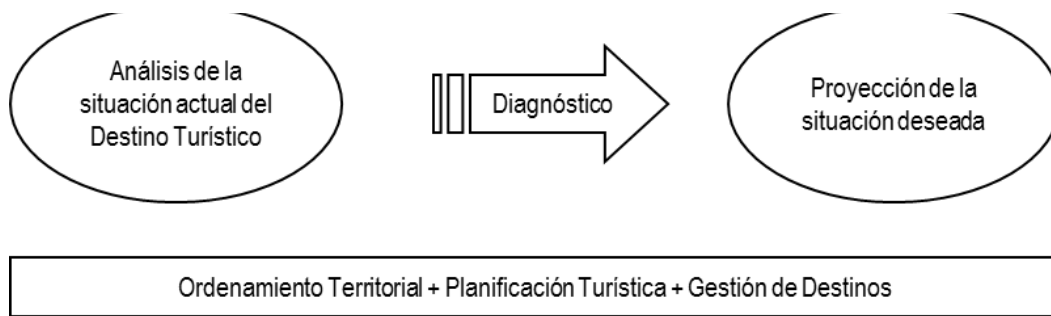 Análisis de la
situación actual del
Destino Turístico
Diagnóstico
Proyección de la
situación deseada
Ordenamiento Territorial + Planificación Turística + Gestión de Destinos